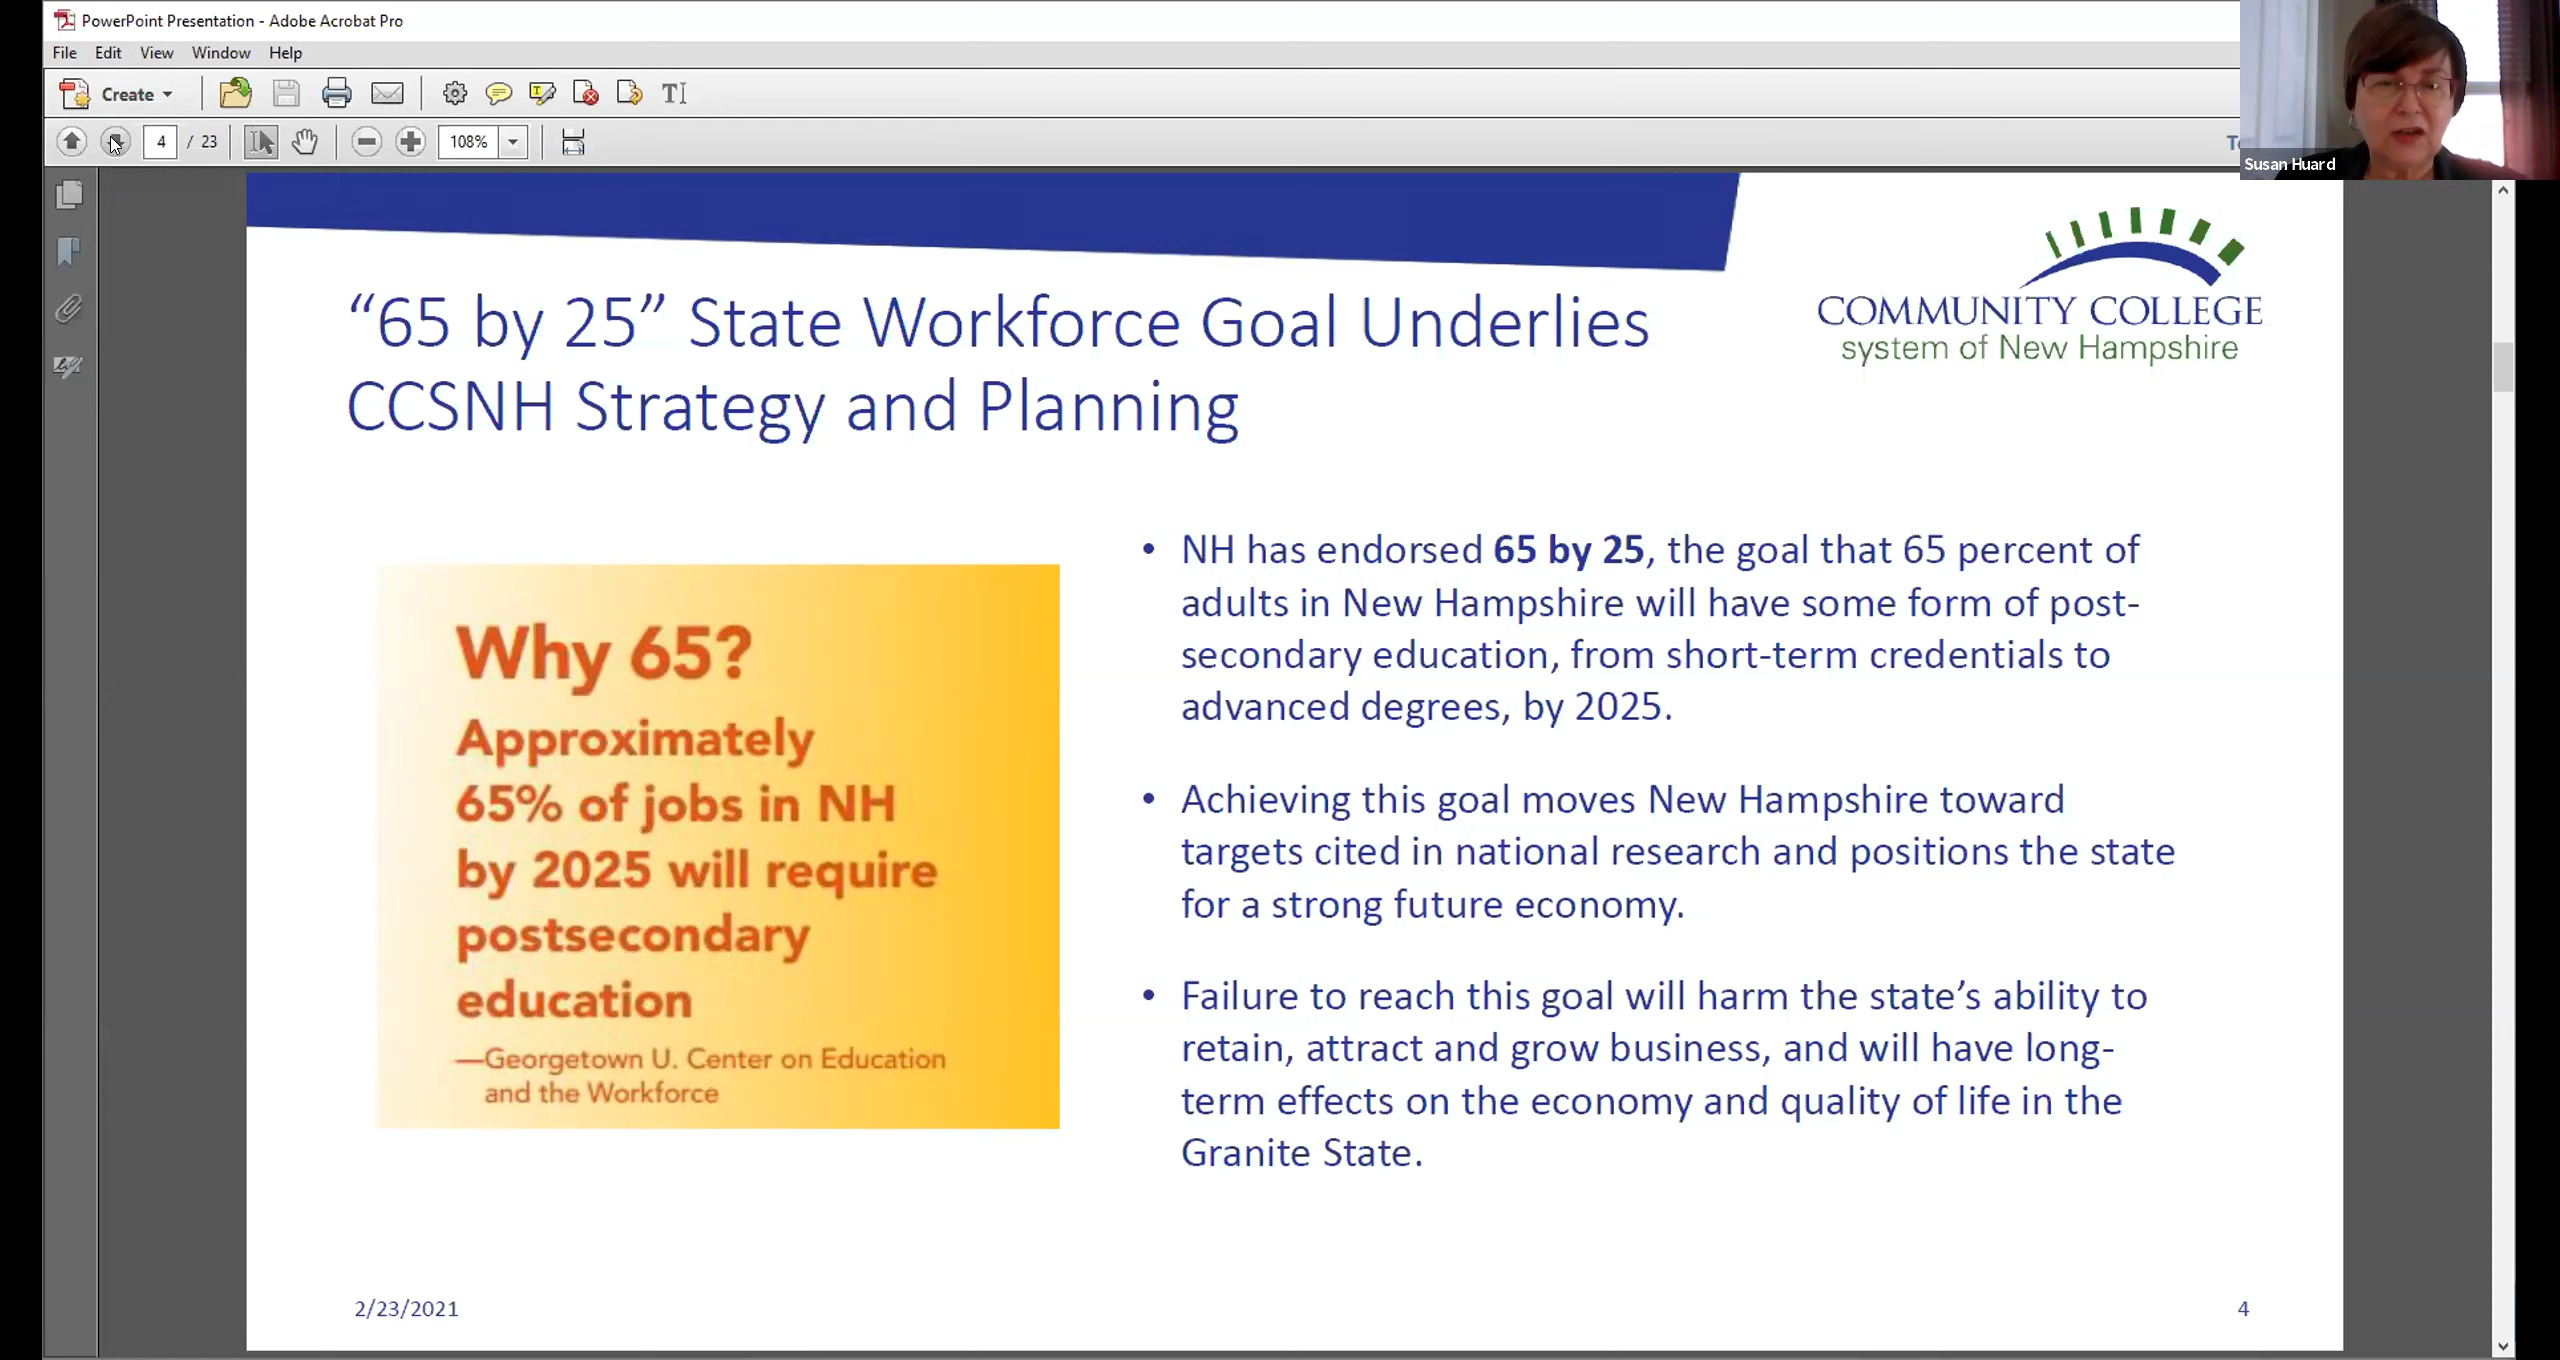 PowerPoint Presentation - Adobe Acrobat Pro
File Edit View Window Help
Create
4 / 23 108%
Susan Huard
COMMUNITY COLLEGE
system of New Hampshire
“65 by 25” State Workforce Goal Underlies
CCSNH Strategy and Planning
Why 65?
Approximately
65% of jobs in NH
by 2025 will require
postsecondary
education
—Georgetown U. Center on Education
and the Workforce
• NH has endorsed 65 by 25, the goal that 65 percent of
adults in New Hampshire will have some form of post-
secondary education, from short-term credentials to
advanced degrees, by 2025.
• Achieving this goal moves New Hampshire toward
targets cited in national research and positions the state
for a strong future economy.
• Failure to reach this goal will harm the state’s ability to
retain, attract and grow business, and will have long-
term effects on the economy and quality of life in the
Granite State.
2/23/2021
4